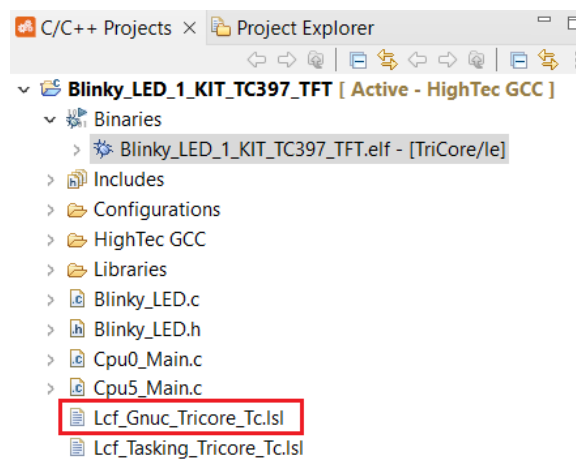 C/C++ Projects Project Explorer
Blinky_LED_1_KIT_TC397_TFT [ Active - HighTec GCC ]
Binaries
Blinky_LED_1_KIT_TC397_TFT.elf - [TriCore/le]
Includes
Configurations
HighTec GCC
Libraries
Blinky_LED.c
Blinky_LED.h
Cpu0_Main.c
Cpu5_Main.c
Lcf_Gnuc_Tricore_Tc.lsl
Lcf_Tasking_Tricore_Tc.lsl